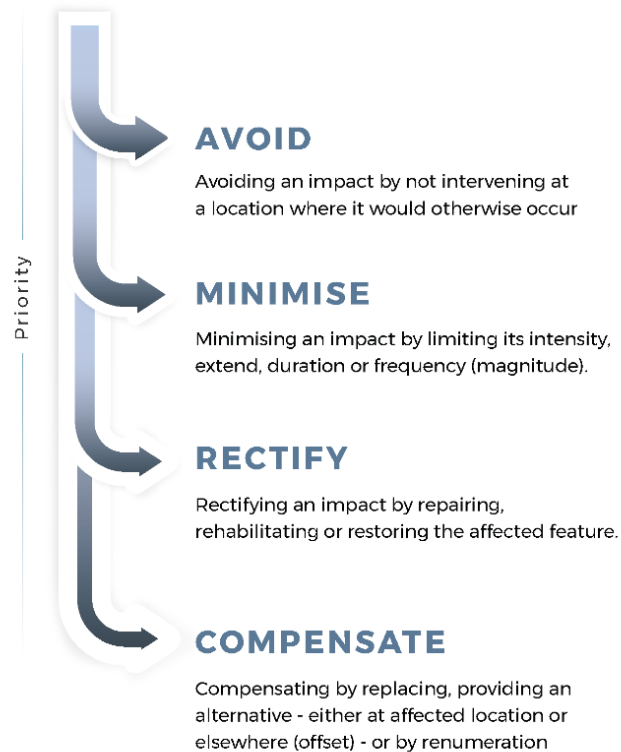 Priority
AVOID
Avoiding an impact by not intervening at
a location where it would otherwise occur
MINIMISE
Minimising an impact by limiting its intensity,
extend, duration or frequency (magnitude).
RECTIFY
Rectifying an impact by repairing,
rehabilitating or restoring the affected feature.
COMPENSATE
Compensating by replacing, providing an
alternative - either at affected location or
elsewhere (offset) - or by renumeration